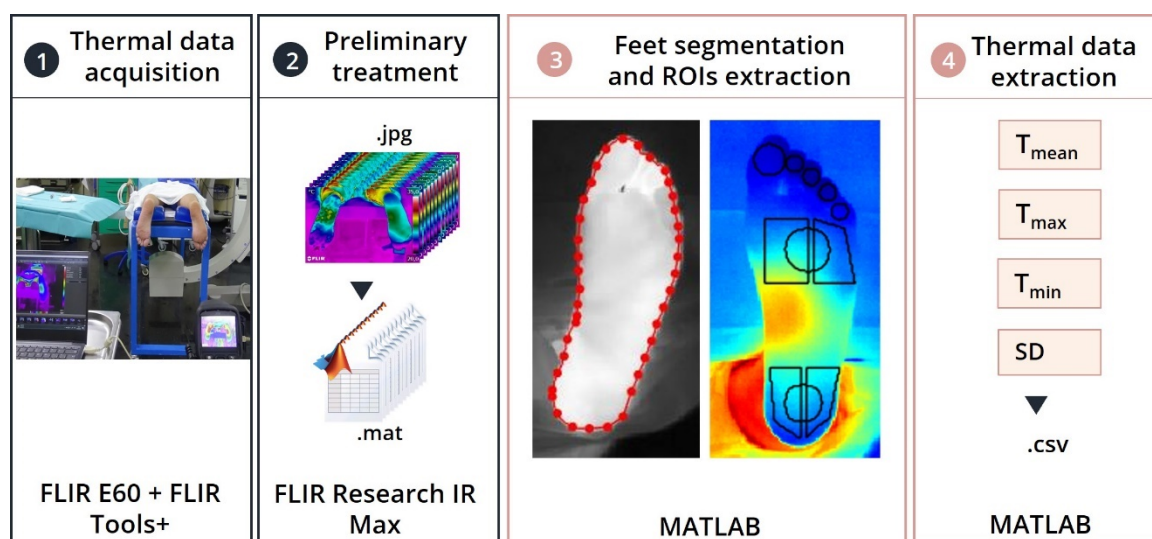 1
Thermal data
acquisition
FLIR E60 + FLIR
Tools+
2
Preliminary
treatment
.jpg
FLIR
.mat
FLIR Research IR
Max
3
Feet segmentation
and ROIs extraction
MATLAB
4
Thermal data
extraction
Tmean
Tmax
Tmin
SD
.csv
MATLAB